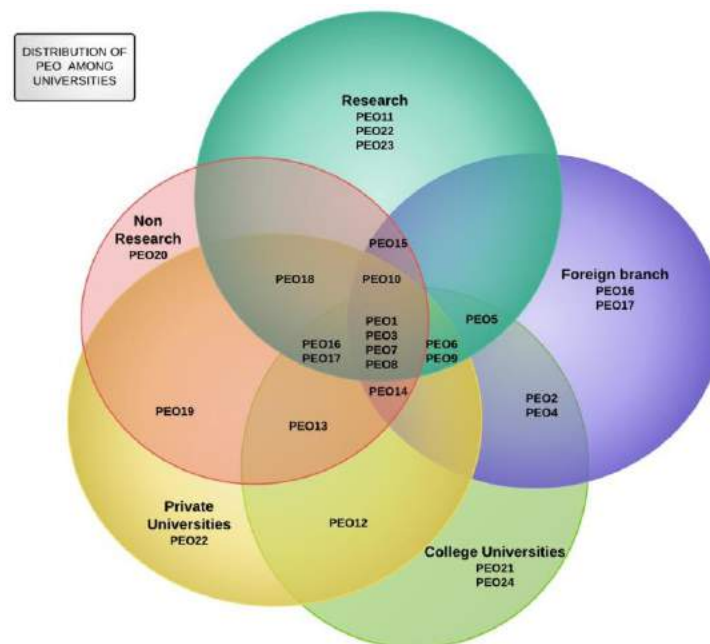 DISTRIBUTION OF
PEO AMONG
UNIVERSITIES
Research
PEO11
PEO22
PEO23
Non
Research
PEO20
PEO15
PEO18
PEO10
Foreign branch
PEO16
PEO17
PEO1
PEO3
PEO7
PEO8
PEO16
PEO17
PEO6
PEO9
PEO5
PEO14
PEO2
PEO4
PEO19
PEO13
Private
Universities
PEO22
PEO12
College Universities
PEO21
PEO24